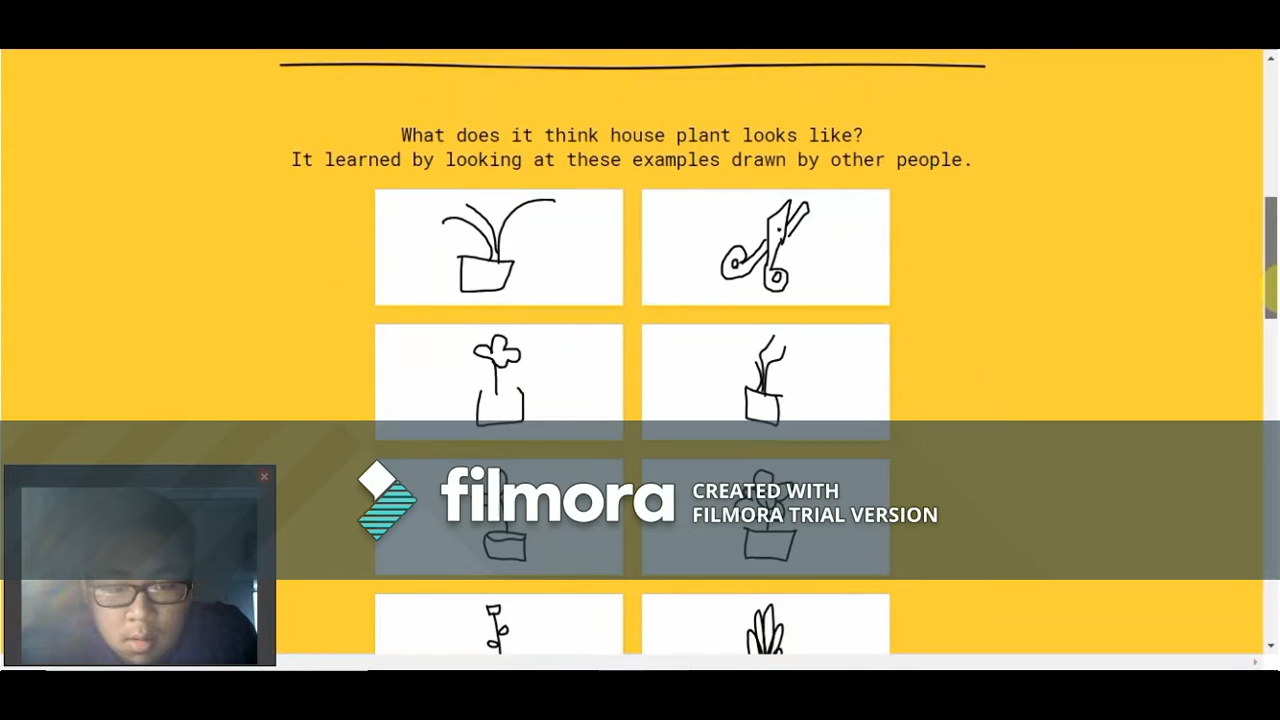 What does it think house plant looks like?
It learned by looking at these examples drawn by other people.
filmora
CREATED WITH
FILMORA TRIAL VERSION